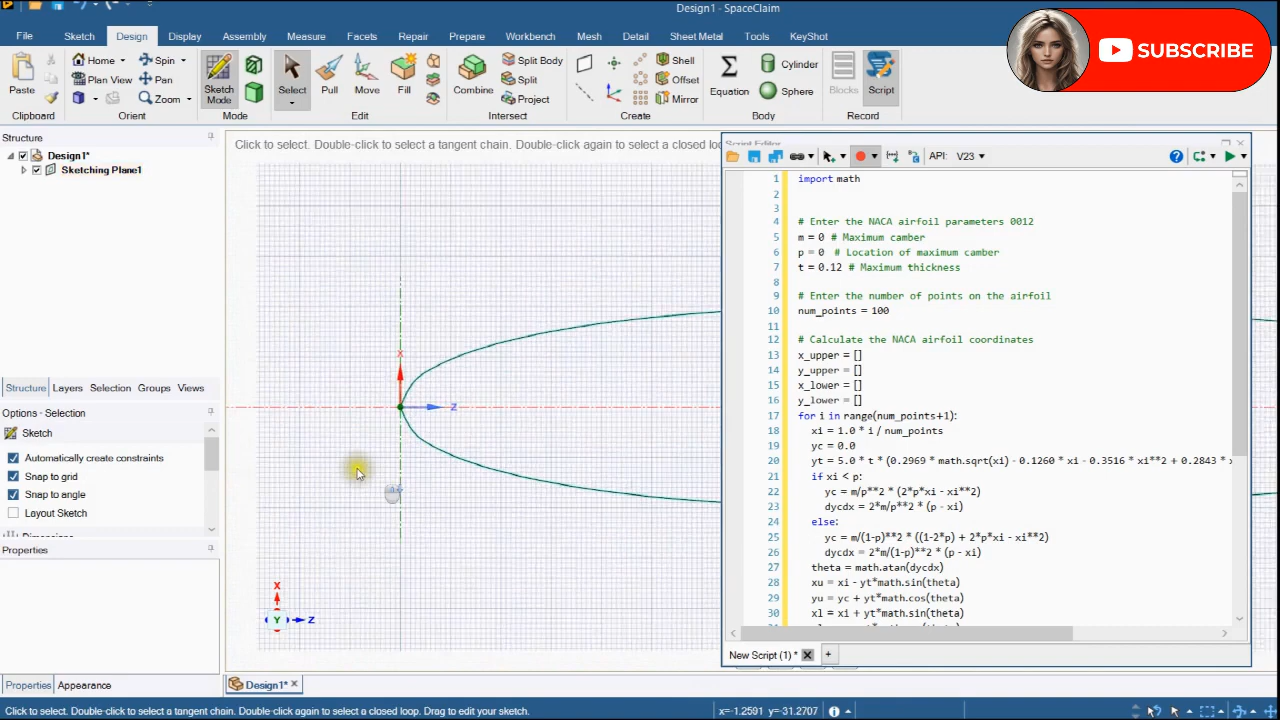 Design1 - SpaceClaim
SUBSCRIBE
File Sketch Design Display Assembly Measure Facets Repair Prepare Workbench Mesh Detail Sheet Metal Tools KeyShot
Paste
Home
Plan View
Spin
Pan
Zoom
Sketch
Mode
Select
Pull
Move
Fill
Combine
Split Body
Split
Project
Shell
Offset
Mirror
Equation
Cylinder
Sphere
Blocks
Script
Clipboard Orient Mode Edit Intersect Create Body Record
Structure
Design1*
Sketching Plane1
Structure Layers Selection Groups Views
Options - Selection
Sketch
Automatically create constraints
Snap to grid
Snap to angle
Layout Sketch
Properties
Properties Appearance
Click to select. Double-click to select a tangent chain. Double-click again to select a closed loo
X
Z
X
Y
Z
Design1*
API: V23
1 import math
2
3
4 # Enter the NACA airfoil parameters 0012
5 m = 0 # Maximum camber
6 p = 0 # Location of maximum camber
7 t = 0.12 # Maximum thickness
8
9 # Enter the number of points on the airfoil
10 num_points = 100
11
12 # Calculate the NACA airfoil coordinates
13 x_upper = []
14 y_upper = []
15 x_lower = []
16 y_lower = []
17 for i in range(num_points+1):
18 xi = 1.0 * i / num_points
19 yc = 0.0
20 yt = 5.0 * t * (0.2969 * math.sqrt(xi) - 0.1260 * xi - 0.3516 * xi**2 + 0.2843 *
21 if xi < p:
22 yc = m/p**2 * (2*p*xi - xi**2)
23 dycdx = 2*m/p**2 * (p - xi)
24 else:
25 yc = m/(1-p)**2 * ((1-2*p) + 2*p*xi - xi**2)
26 dycdx = 2*m/(1-p)**2 * (p - xi)
27 theta = math.atan(dycdx)
28 xu = xi - yt*math.sin(theta)
29 yu = yc + yt*math.cos(theta)
30 xl = xi + yt*math.sin(theta)
New Script (1) *
Click to select. Double-click to select a tangent chain. Double-click again to select a closed loop. Drag to edit your sketch.
x=-1.2591 y=-31.2707